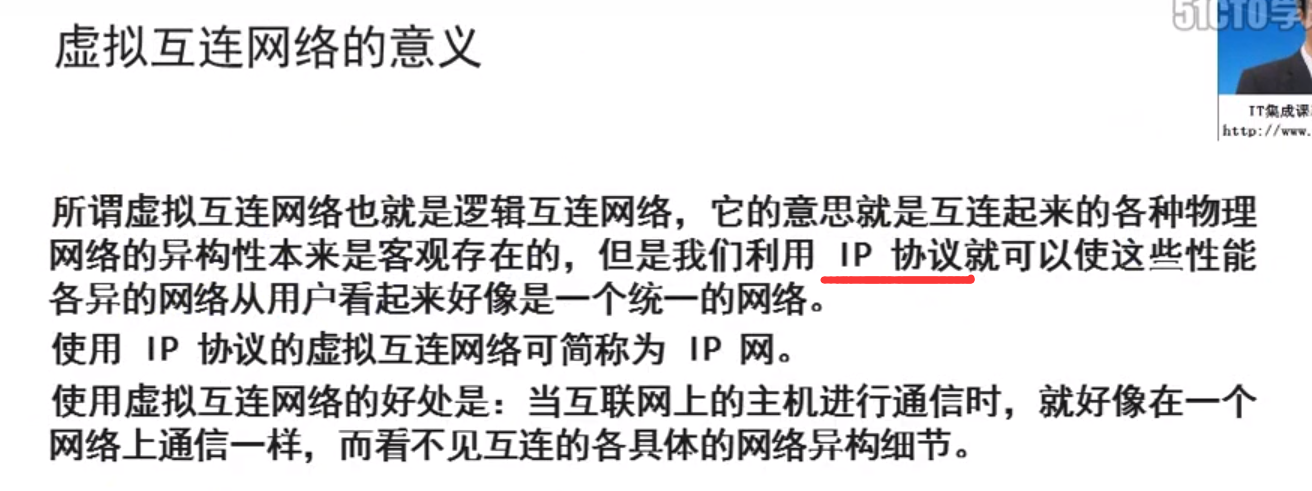 51CTO学
虚拟互连网络的意义
IT集成课
http://www.
所谓虚拟互连网络也就是逻辑互连网络，它的意思就是互连起来的各种物理
网络的异构性本来是客观存在的，但是我们利用 IP 协议就可以使这些性能
各异的网络从用户看起来好像是一个统一的网络。
使用 IP 协议的虚拟互连网络可简称为 IP 网。
使用虚拟互连网络的好处是：当互联网上的主机进行通信时，就好像在一个
网络上通信一样，而看不见互连的各具体的网络异构细节。